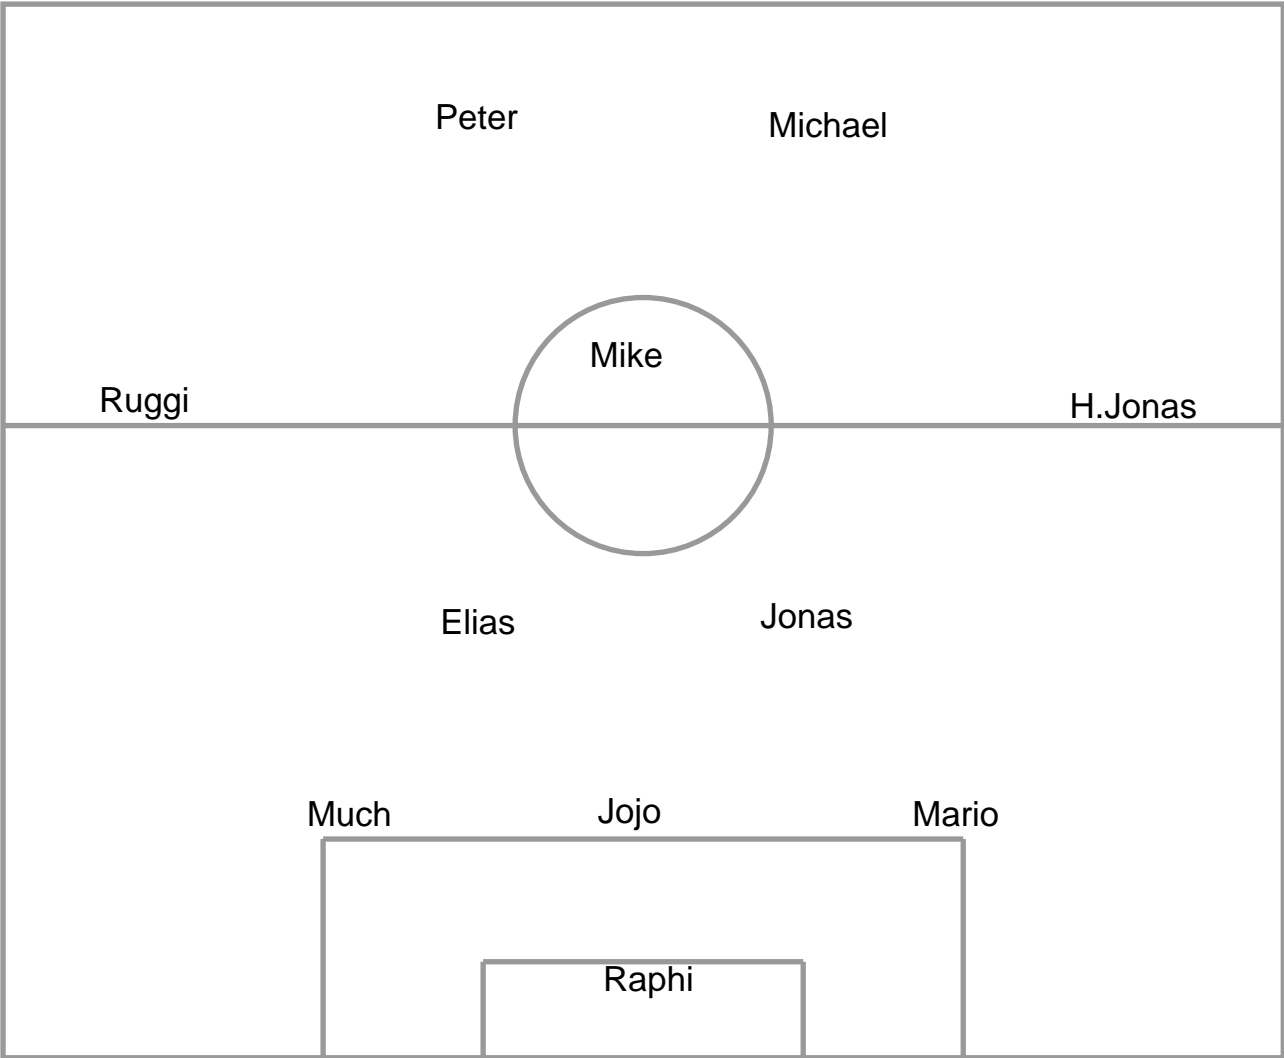 Peter
Michael
Mike
Ruggi
H.Jonas
Elias
Jonas
Much
Jojo
Mario
Raphi